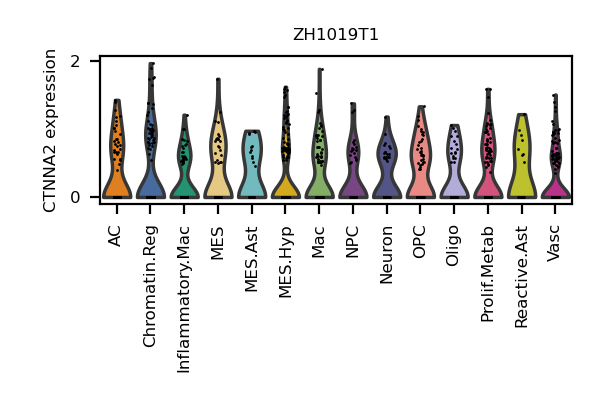 ZH1019T1
CTNNA2 expression
2
0
AC
Chromatin.Reg
Inflammatory.Mac
MES
MES.Ast
MES.Hyp
Mac
NPC
Neuron
OPC
Oligo
Prolif.Metab
Reactive.Ast
Vasc